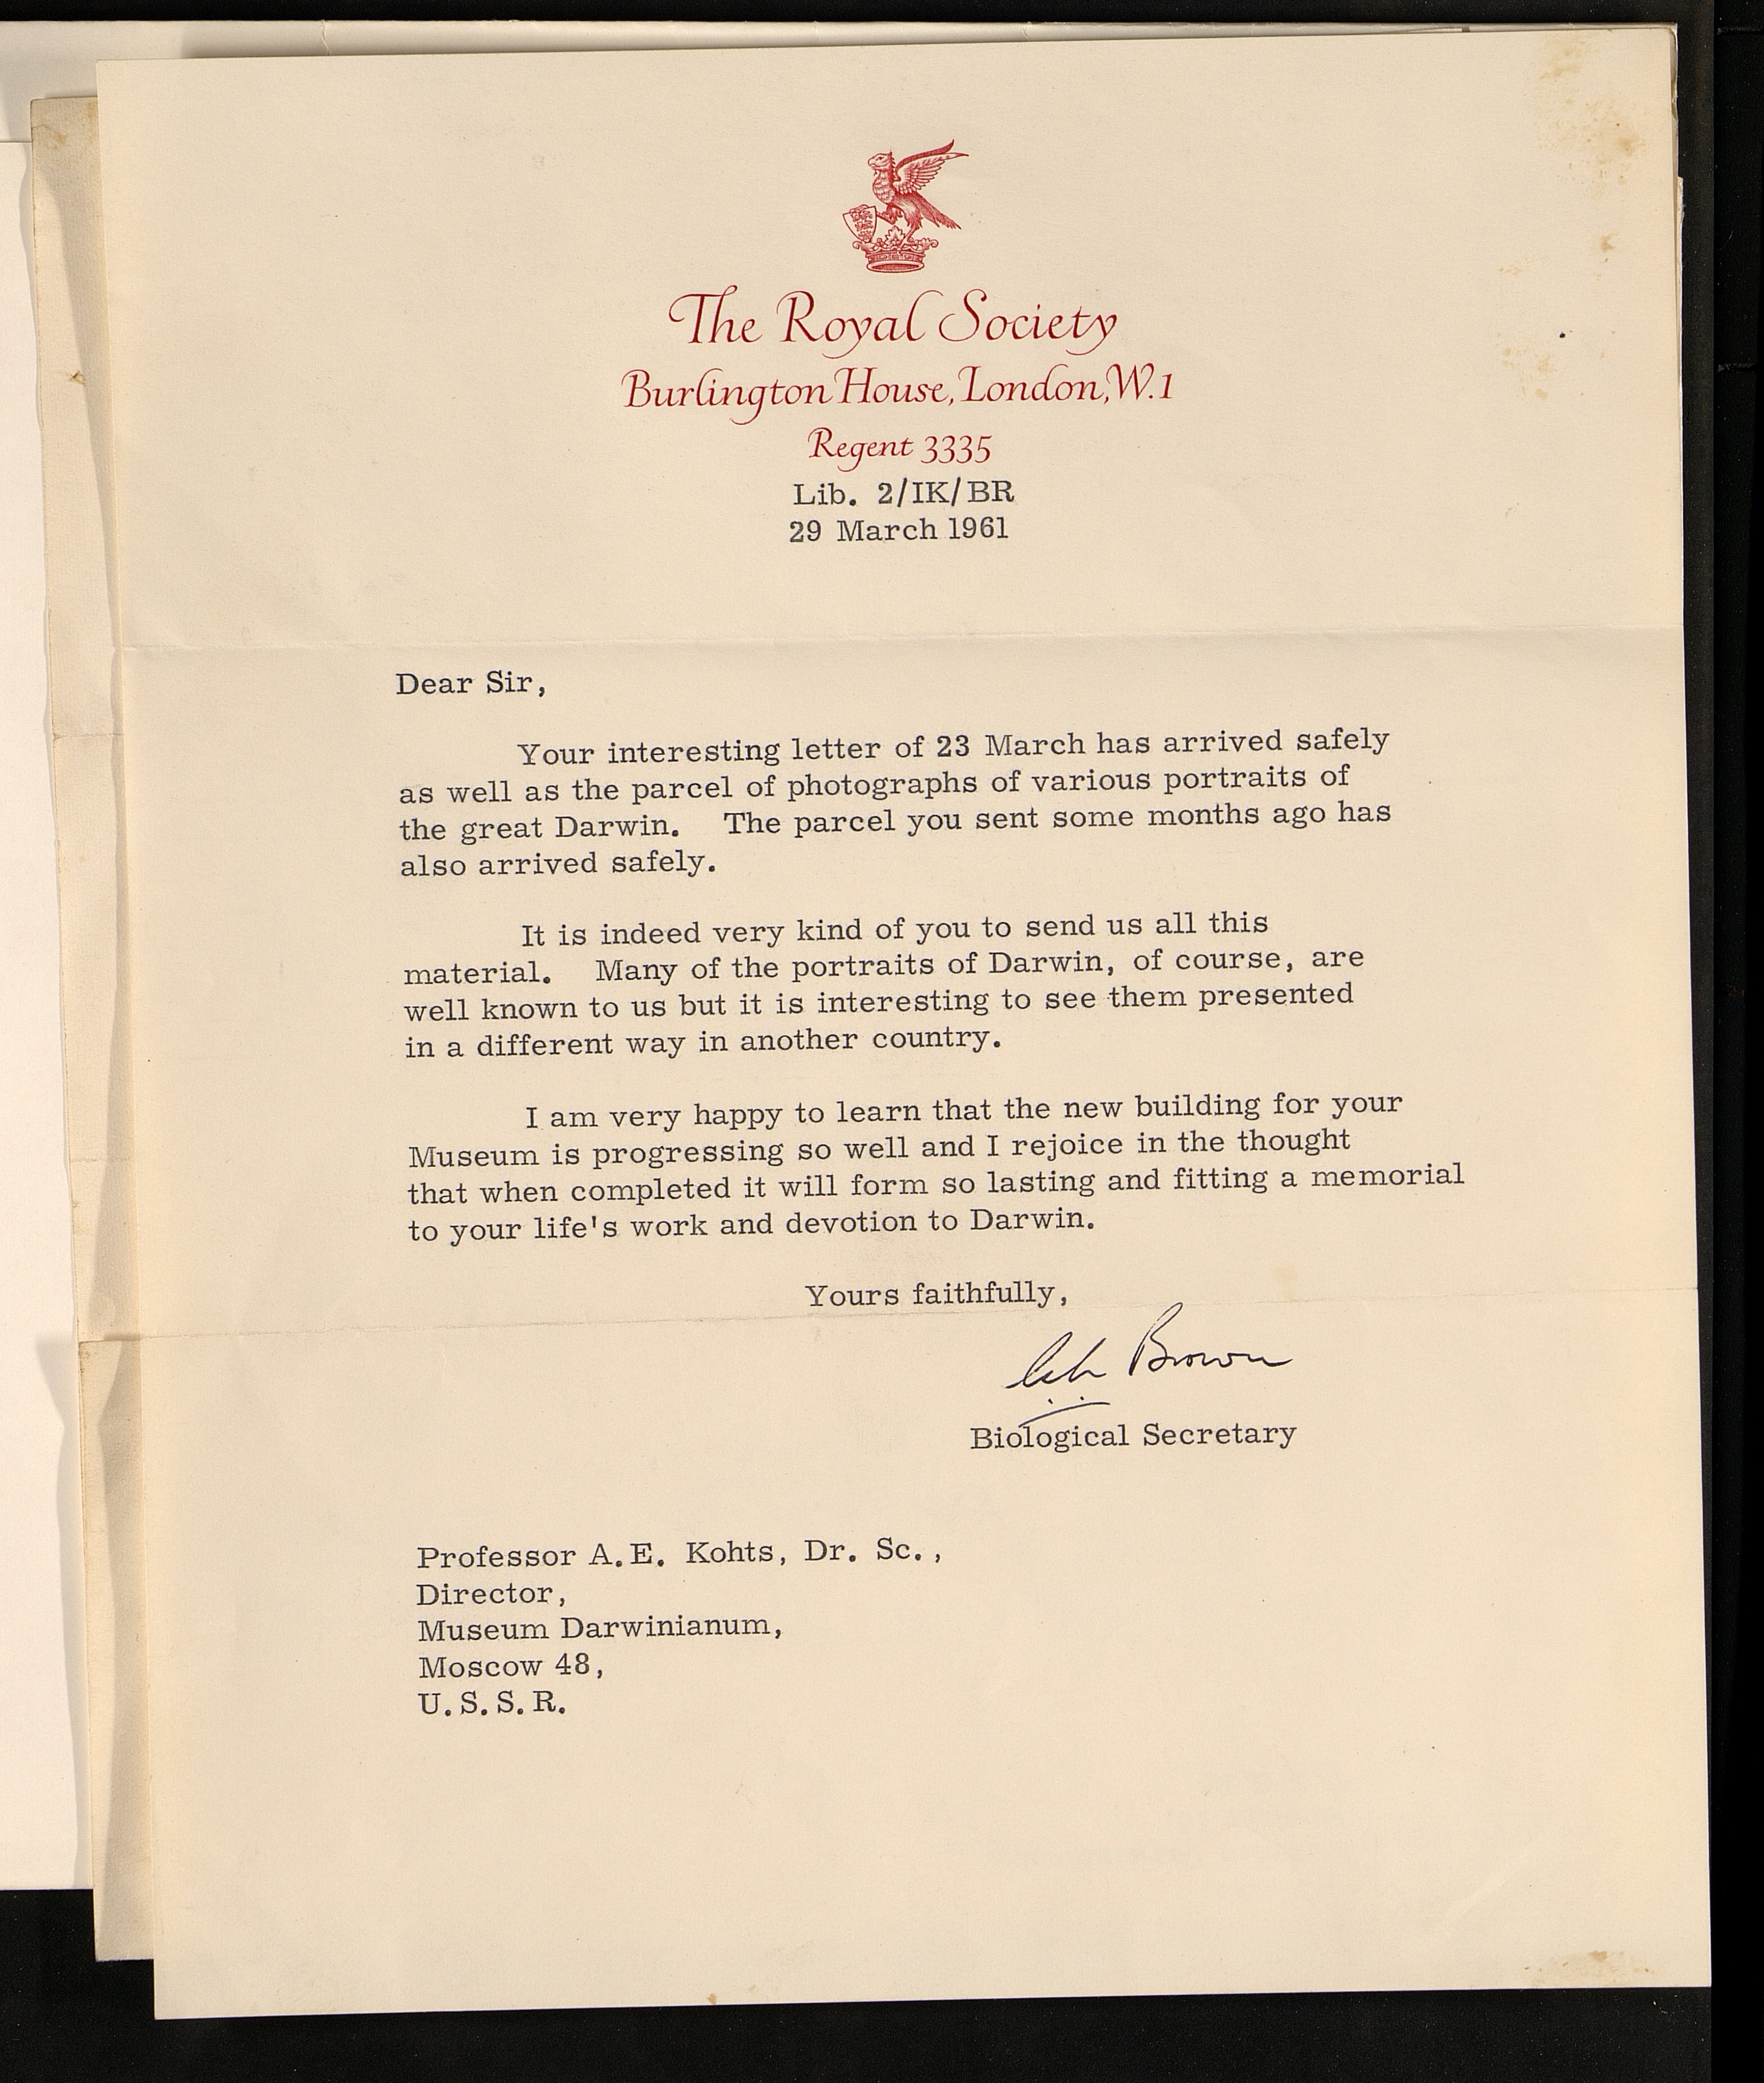 The Royal Society
Burlington House, London, W.1
Regent 3335
Lib. 2/IK/BR
29 March 1961
Dear Sir,
Your interesting letter of 23 March has arrived safely
as well as the parcel of photographs of various portraits of
the great Darwin. The parcel you sent some months ago has
also arrived safely.
It is indeed very kind of you to send us all this
material. Many of the portraits of Darwin, of course, are
well known to us but it is interesting to see them presented
in a different way in another country.
I am very happy to learn that the new building for your
Museum is progressing so well and I rejoice in the thought
that when completed it will form so lasting and fitting a memorial
to your life's work and devotion to Darwin.
Yours faithfully,
Brown
Biological Secretary
Professor A.E. Kohts, Dr. Sc.,
Director,
Museum Darwinianum,
Moscow 48,
U.S.S.R.